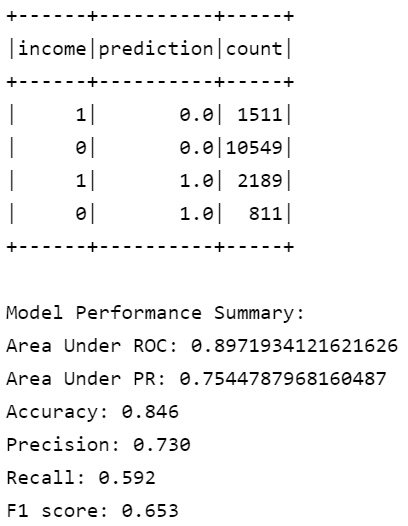 +------+----------+-----+
|income|prediction|count|
+------+----------+-----+
|     1|       0.0| 1511|
|     0|       0.0|10549|
|     1|       1.0| 2189|
|     0|       1.0|  811|
+------+----------+-----+

Model Performance Summary:
Area Under ROC: 0.8971934121621626
Area Under PR: 0.7544787968160487
Accuracy: 0.846
Precision: 0.730
Recall: 0.592
F1 score: 0.653